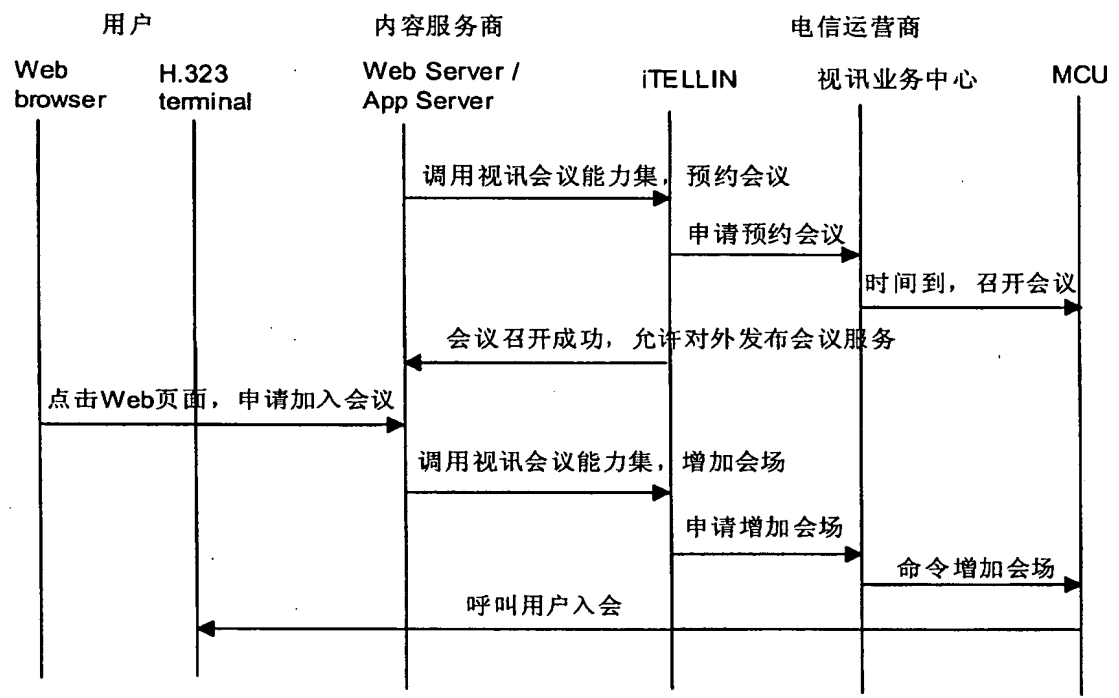 用户
内容服务商
电信运营商
Web
browser
H.323
terminal
Web Server /
App Server
iTELLIN
视讯业务中心
MCU
调用视讯会议能力集，预约会议
申请预约会议
时间到，召开会议
会议召开成功，允许对外发布会议服务
点击Web页面，申请加入会议
调用视讯会议能力集，增加会场
申请增加会场
命令增加会场
呼叫用户入会